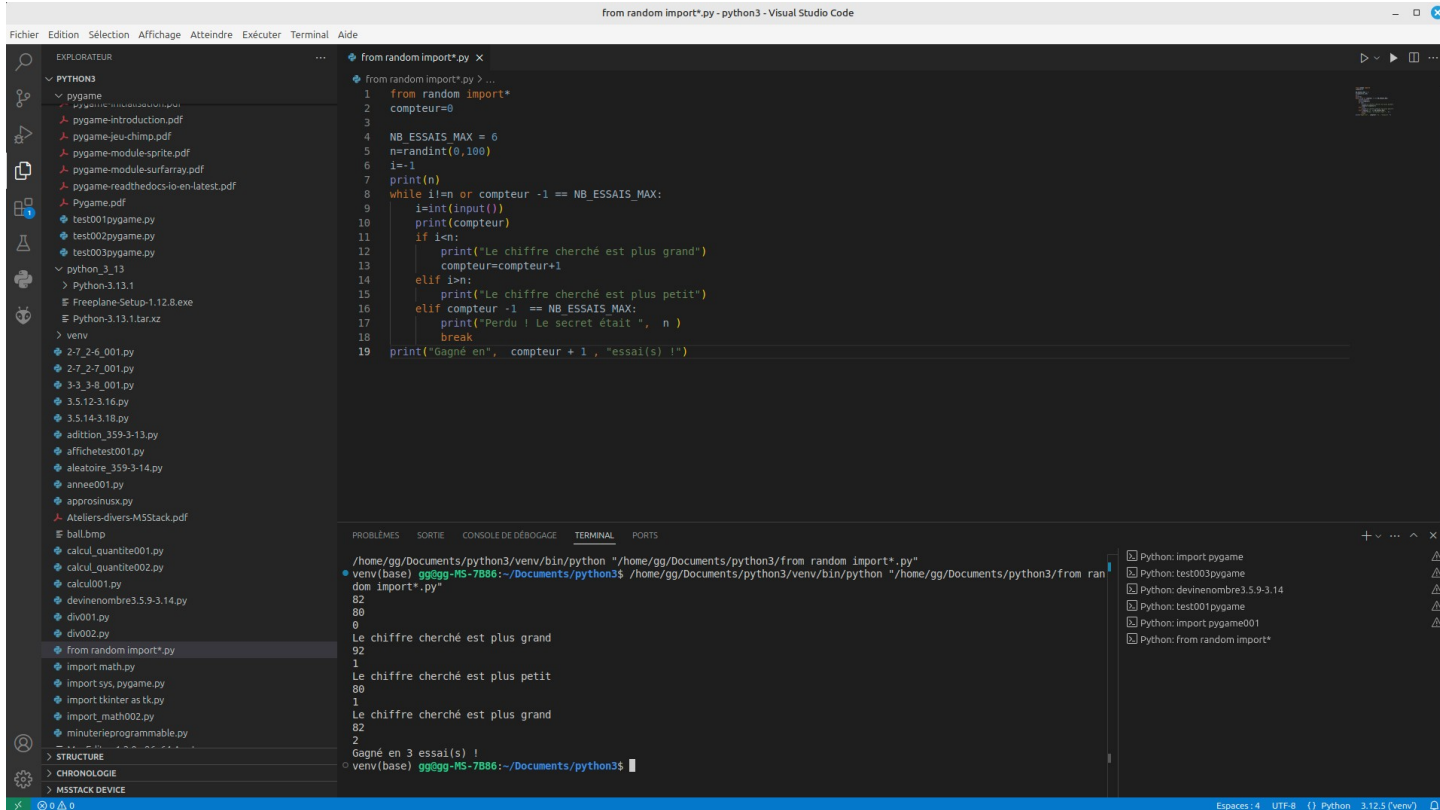 from random import*.py - python3 - Visual Studio Code
Fichier Edition Sélection Affichage Atteindre Exécuter Terminal Aide
EXPLORATEUR
PYTHON3
pygame
pygame-initialisation.pdf
pygame-introduction.pdf
pygame-jeu-chimp.pdf
pygame-module-sprite.pdf
pygame-module-surfarray.pdf
pygame-readthedocs-io-en-latest.pdf
Pygame.pdf
test001pygame.py
test002pygame.py
test003pygame.py
python_3_13
Python-3.13.1
Freeplane-Setup-1.12.8.exe
Python-3.13.1.tar.xz
venv
2-7_2-6_001.py
2-7_2-7_001.py
3-3_3-8_001.py
3.5.12-3.16.py
3.5.14-3.18.py
adittion_359-3-13.py
affichetest001.py
aleatoire_359-3-14.py
annee001.py
approsinusx.py
Ateliers-divers-M5Stack.pdf
ball.bmp
calcul_quantite001.py
calcul_quantite002.py
calcul001.py
devinenombre3.5.9-3.14.py
div001.py
div002.py
from random import*.py
import math.py
import sys, pygame.py
import tkinter as tk.py
import_math002.py
minuterieprogrammable.py
STRUCTURE
CHRONOLOGIE
M5STACK DEVICE
1
from random import*.py
from random import*.py > ...
1 from random import*
2 compteur=0
3
4 NB_ESSAIS_MAX = 6
5 n=randint(0,100)
6 i=-1
7 print(n)
8 while i!=n or compteur -1 == NB_ESSAIS_MAX:
9     i=int(input())
10     print(compteur)
11     if i<n:
12         print("Le chiffre cherché est plus grand")
13         compteur=compteur+1
14     elif i>n:
15         print("Le chiffre cherché est plus petit")
16     elif compteur -1  == NB_ESSAIS_MAX:
17         print("Perdu ! Le secret était ",  n )
18         break
19 print("Gagné en",  compteur + 1 , "essai(s) !")
PROBLÈMES SORTIE CONSOLE DE DÉBOGAGE TERMINAL PORTS
/home/gg/Documents/python3/venv/bin/python "/home/gg/Documents/python3/from random import*.py"
venv(base) gg@gg-MS-7B86:~/Documents/python3$ /home/gg/Documents/python3/venv/bin/python "/home/gg/Documents/python3/from ran
dom import*.py"
82
80
0
Le chiffre cherché est plus grand
92
1
Le chiffre cherché est plus petit
80
1
Le chiffre cherché est plus grand
82
2
Gagné en 3 essai(s) !
venv(base) gg@gg-MS-7B86:~/Documents/python3$
Python: import pygame
Python: test003pygame
Python: devinenombre3.5.9-3.14
Python: test001pygame
Python: import pygame001
Python: from random import*
0 0 Espaces : 4 UTF-8 {} Python 3.12.5 ('venv')